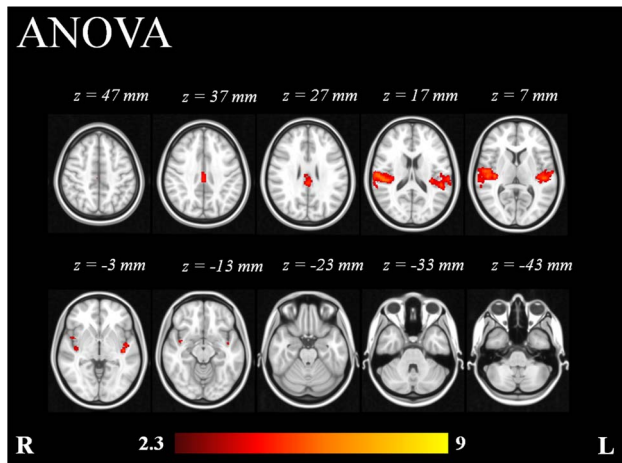 ANOVA
z = 47 mm z = 37 mm z = 27 mm z = 17 mm z = 7 mm
z = -3 mm z = -13 mm z = -23 mm z = -33 mm z = -43 mm
R 2.3 9 L